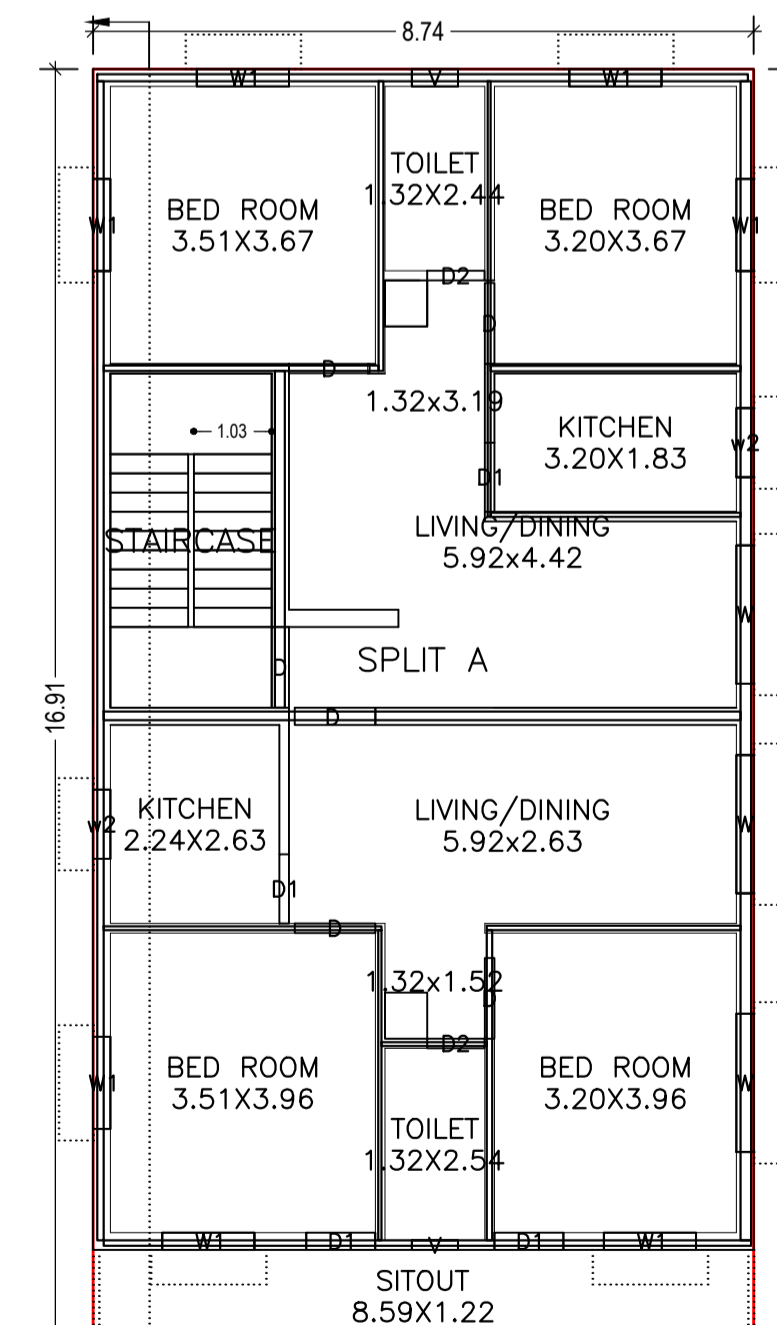 8.74
W1
V
W1
TOILET
1.32X2.44
BED ROOM
3.51X3.67
BED ROOM
3.20X3.67
W1
W1
D2
D
D
1.32x3.19
1.03
KITCHEN
3.20X1.83
w2
D1
STAIRCASE
LIVING/DINING
5.92x4.42
W
SPLIT A
D
16.91
D
KITCHEN
2.24X2.63
w2
LIVING/DINING
5.92x2.63
W
D1
D
1.32x1.52
D
D2
BED ROOM
3.51X3.96
BED ROOM
3.20X3.96
W1
W
TOILET
1.32X2.54
W1
D1
V
D1
W1
SITOUT
8.59X1.22